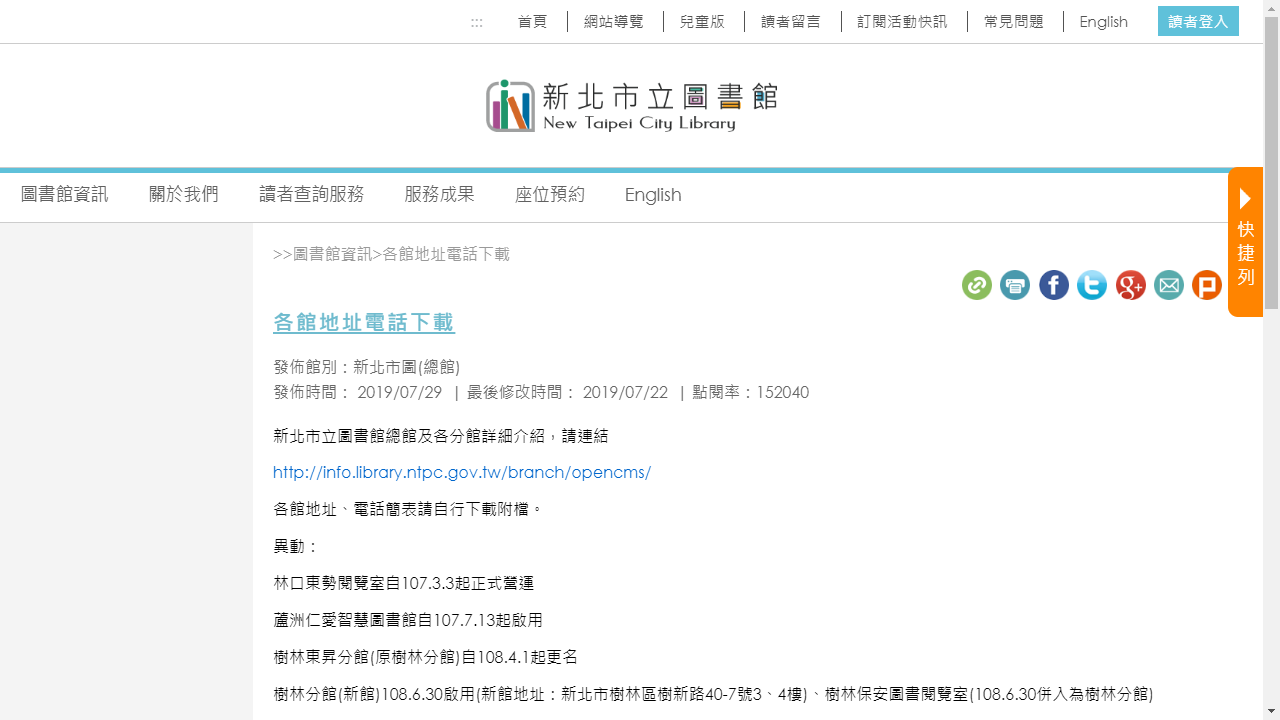 :::
首頁
網站導覽
兒童版
讀者留言
訂閱活動快訊
常見問題
English
讀者登入
新北市立圖書館
New Taipei City Library
圖書館資訊
關於我們
讀者查詢服務
服務成果
座位預約
English
快捷列
>>圖書館資訊>各館地址電話下載
各館地址電話下載
發佈館別：新北市圖(總館)
發佈時間： 2019/07/29 | 最後修改時間： 2019/07/22 | 點閱率：152040
新北市立圖書館總館及各分館詳細介紹，請連結
http://info.library.ntpc.gov.tw/branch/opencms/
各館地址、電話簡表請自行下載附檔。
異動：
林口東勢閱覽室自107.3.3起正式營運
蘆洲仁愛智慧圖書館自107.7.13起啟用
樹林東昇分館(原樹林分館)自108.4.1起更名
樹林分館(新館)108.6.30啟用(新館地址：新北市樹林區樹新路40-7號3、4樓)、樹林保安圖書閱覽室(108.6.30併入為樹林分館)